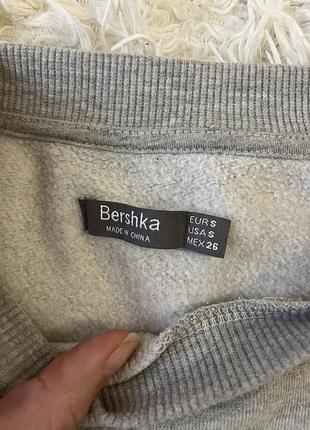 Bershka
MADE IN CHINA
EUR S
USA S
MEX 26